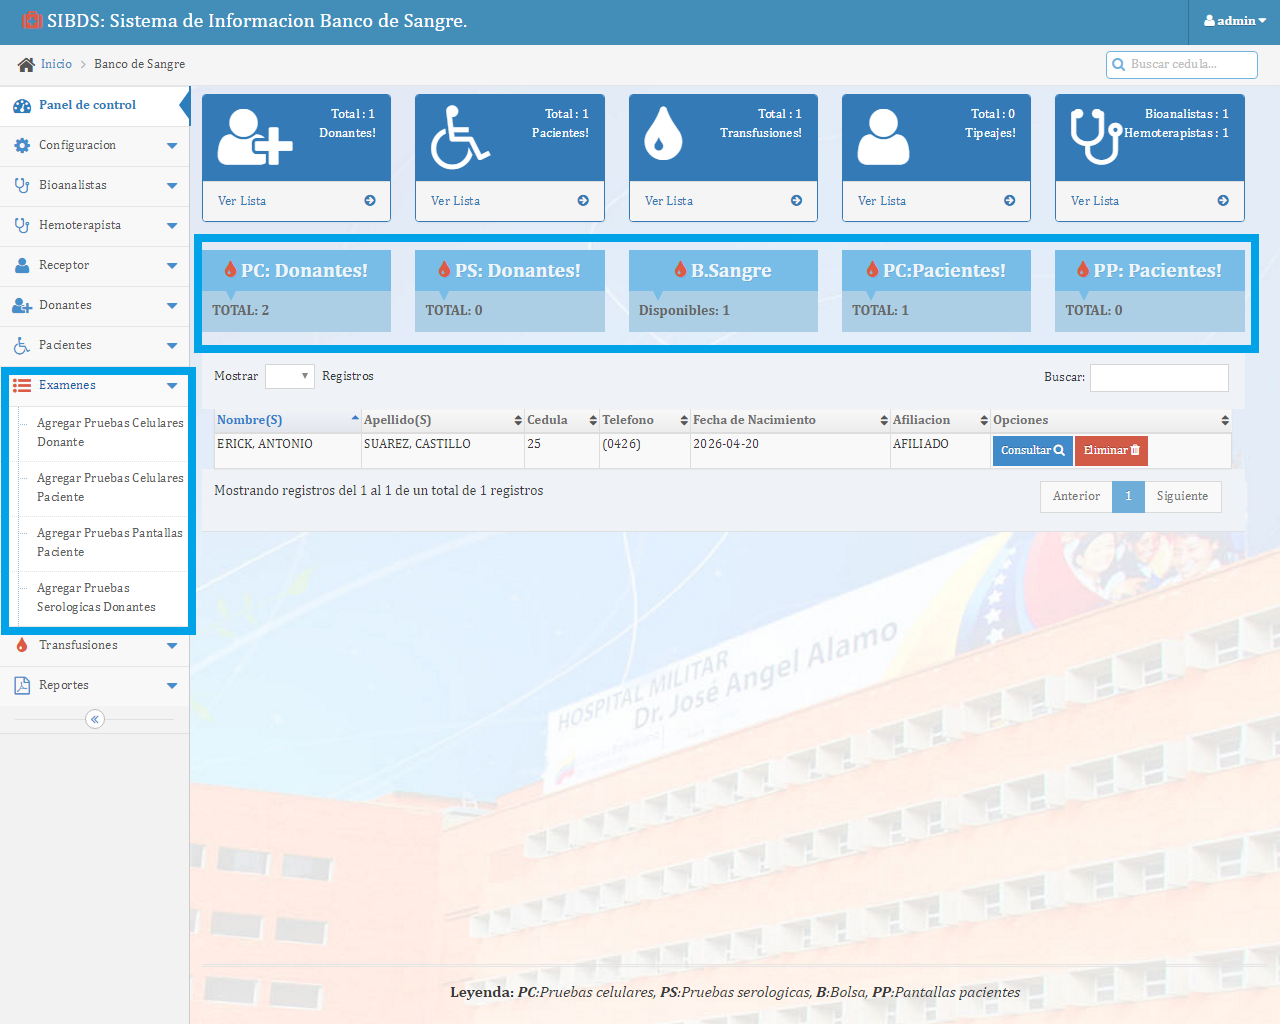 SIBDS: Sistema de Informacion Banco de Sangre.
admin
Inicio > Banco de Sangre
Buscar cedula...
Panel de control
Configuracion
Bioanalistas
Hemoterapista
Receptor
Donantes
Pacientes
Examenes
Agregar Pruebas Celulares
Donante
Agregar Pruebas Celulares
Paciente
Agregar Pruebas Pantallas
Paciente
Agregar Pruebas
Serologicas Donantes
Transfusiones
Reportes
Total : 1
Donantes!
Ver Lista
Total : 1
Pacientes!
Ver Lista
Total : 1
Transfusiones!
Ver Lista
Total : 0
Tipeajes!
Ver Lista
Bioanalistas : 1
Hemoterapistas : 1
Ver Lista
PC: Donantes!
TOTAL: 2
PS: Donantes!
TOTAL: 0
B.Sangre
Disponibles: 1
PC:Pacientes!
TOTAL: 1
PP: Pacientes!
TOTAL: 0
Mostrar Registros
Buscar:
Nombre(S) Apellido(S) Cedula Telefono Fecha de Nacimiento Afiliacion Opciones
ERICK, ANTONIO SUAREZ, CASTILLO 25 (0426) 2026-04-20 AFILIADO Consultar Eliminar
Mostrando registros del 1 al 1 de un total de 1 registros
Anterior 1 Siguiente
HOSPITAL MILITAR
Dr. José Angel Alamo
Leyenda: PC:Pruebas celulares, PS:Pruebas serologicas, B:Bolsa, PP:Pantallas pacientes